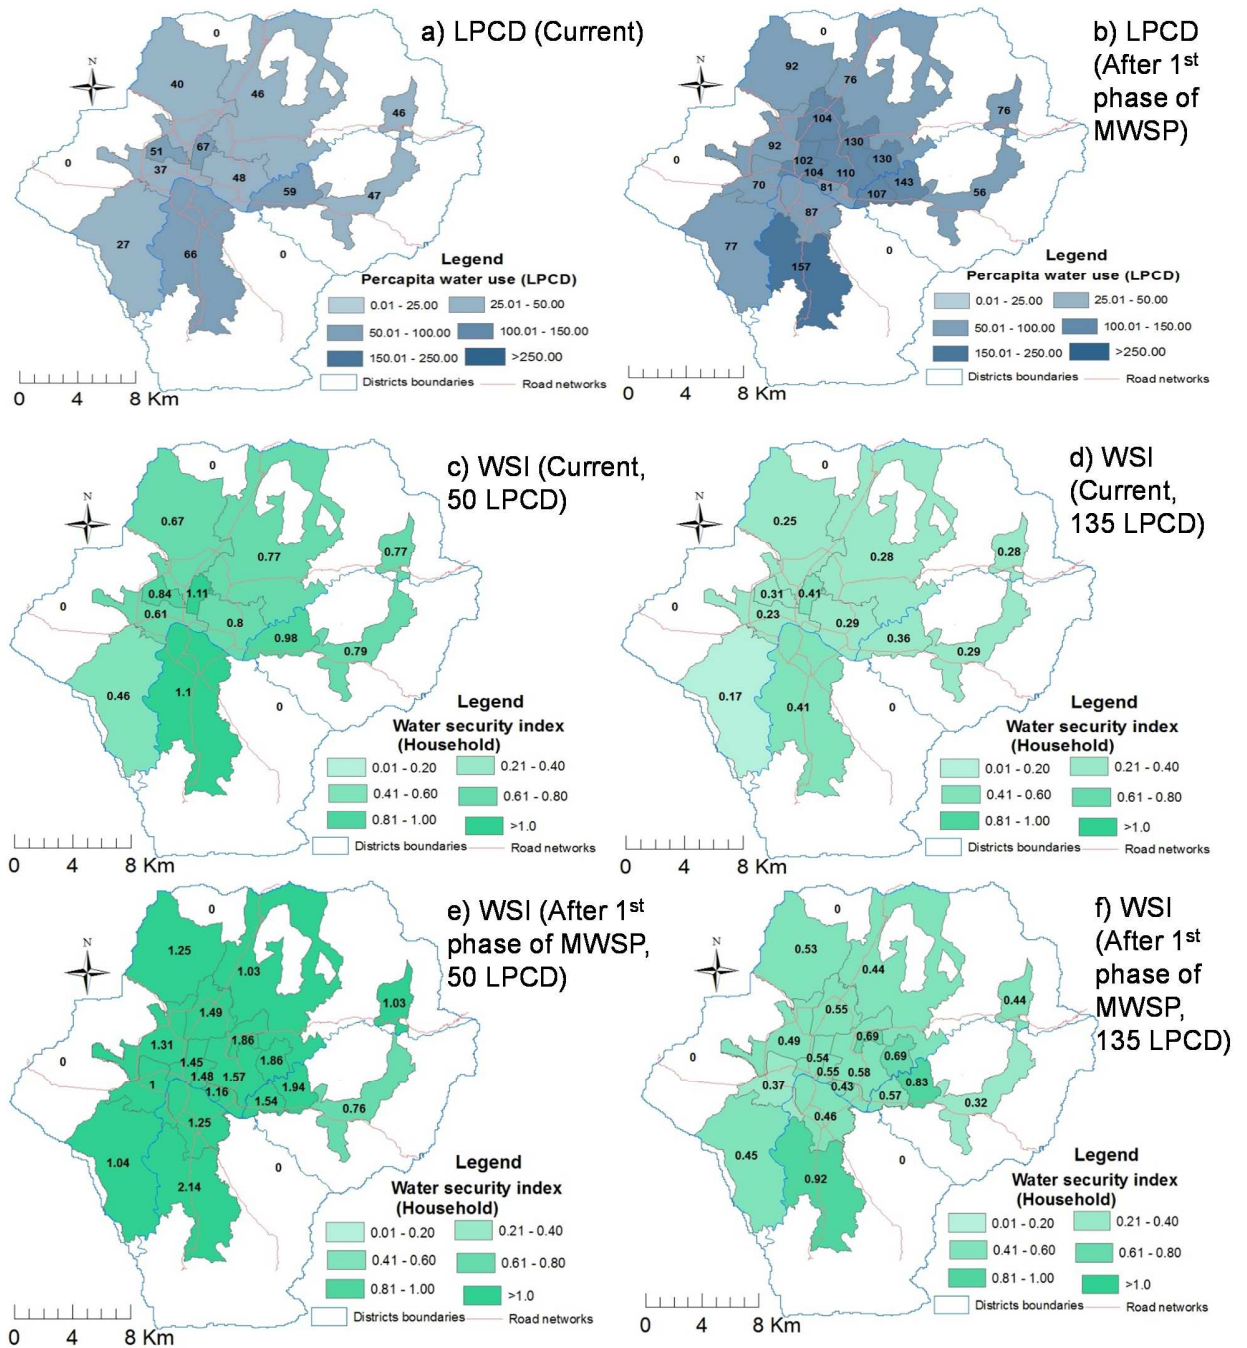 a) LPCD (Current)
N
0
40
46
46
0
51
67
37
48
59
47
27
66
0
Legend
Percapita water use (LPCD)
0.01 - 25.00 25.01 - 50.00
50.01 - 100.00 100.01 - 150.00
150.01 - 250.00 >250.00
Districts boundaries Road networks
0 4 8 Km
b) LPCD
(After 1st
phase of
MWSP)
N
0
92
76
76
104
0
92
130
102
130
104
110
143
70
81
107
56
87
77
0
157
Legend
Percapita water use (LPCD)
0.01 - 25.00 25.01 - 50.00
50.01 - 100.00 100.01 - 150.00
150.01 - 250.00 >250.00
Districts boundaries Road networks
0 4 8 Km
c) WSI (Current,
50 LPCD)
N
0
0.67
0.77
0.77
0
0.84
1.11
0.61
0.8
0.98
0.79
0.46
1.1
0
Legend
Water security index
(Household)
0.01 - 0.20 0.21 - 0.40
0.41 - 0.60 0.61 - 0.80
0.81 - 1.00 >1.0
Districts boundaries Road networks
0 4 8 Km
d) WSI
(Current,
135 LPCD)
N
0
0.25
0.28
0.28
0
0.31
0.41
0.23
0.29
0.36
0.29
0.17
0.41
0
Legend
Water security index
(Household)
0.01 - 0.20 0.21 - 0.40
0.41 - 0.60 0.61 - 0.80
0.81 - 1.00 >1.0
Districts boundaries Road networks
0 4 8 Km
e) WSI (After 1st
phase of MWSP,
50 LPCD)
N
0
1.25
1.03
1.03
1.49
1.31
0
1.86
1.45
1.86
1.48
1.57
1
1.16
1.94
1.54
0.76
1.25
1.04
0
2.14
Legend
Water security index
(Household)
0.01 - 0.20 0.21 - 0.40
0.41 - 0.60 0.61 - 0.80
0.81 - 1.00 >1.0
Districts boundaries Road networks
0 4 8 Km
f) WSI
(After 1st
phase of
MWSP,
135 LPCD)
N
0
0.53
0.44
0.44
0.55
0.49
0
0.69
0.54
0.69
0.55
0.58
0.37
0.43
0.83
0.57
0.32
0.46
0.45
0
0.92
Legend
Water security index
(Household)
0.01 - 0.20 0.21 - 0.40
0.41 - 0.60 0.61 - 0.80
0.81 - 1.00 >1.0
Districts boundaries Road networks
0 4 8 Km